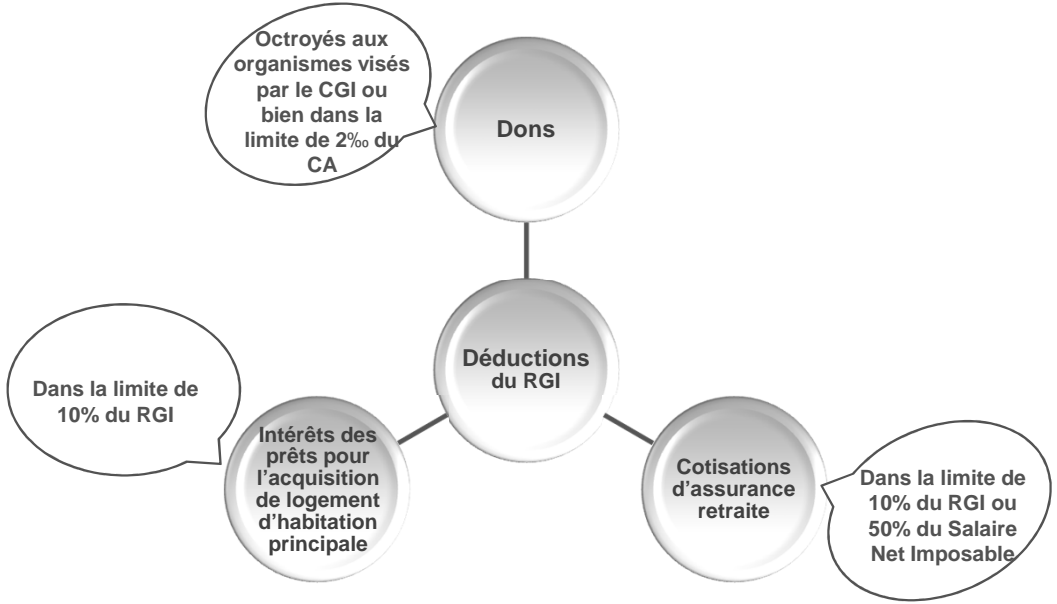 Octroyés aux
organismes visés
par le CGI ou
bien dans la
limite de 2‰ du
CA
Dons
Déductions
du RGI
Dans la limite de
10% du RGI
Intérêts des
prêts pour
l’acquisition
de logement
d’habitation
principale
Cotisations
d’assurance
retraite
Dans la limite de
10% du RGI ou
50% du Salaire
Net Imposable